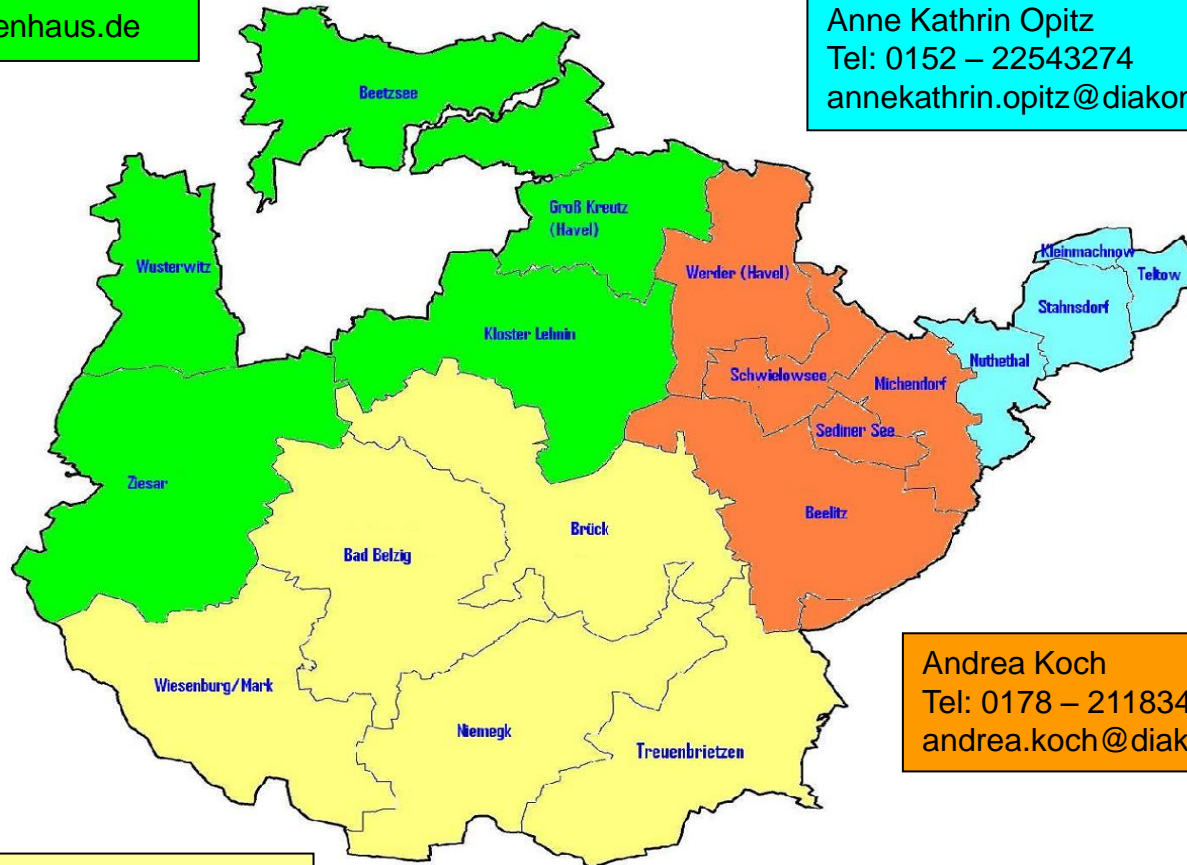 enhaus.de
Anne Kathrin Opitz
Tel: 0152 – 22543274
annekathrin.opitz@diakon
Beetzsee
Groß Kreutz
(Havel)
Wusterwitz
Werder (Havel)
Kleinmachnow
Teltow
Stahnsdorf
Kloster Lehnin
Nuthethal
Schwielowsee
Michendorf
Sediner See
Ziesar
Beelitz
Brück
Bad Belzig
Wiesenburg/Mark
Niemegk
Treuenbrietzen
Andrea Koch
Tel: 0178 – 211834
andrea.koch@diak